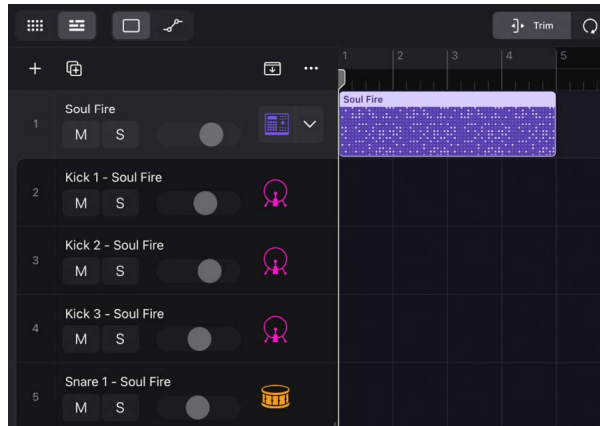 Trim
1 2 3 4 5
Soul Fire
1
Soul Fire
M S
2
Kick 1 - Soul Fire
M S
3
Kick 2 - Soul Fire
M S
4
Kick 3 - Soul Fire
M S
5
Snare 1 - Soul Fire
M S